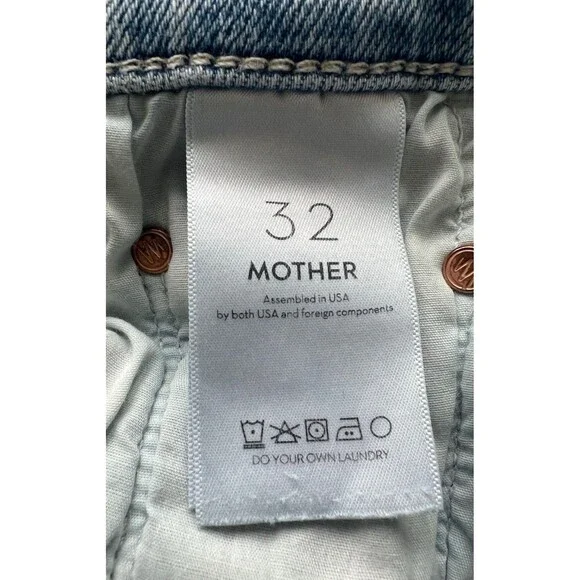 32
MOTHER
Assembled in USA
by both USA and foreign components
DO YOUR OWN LAUNDRY